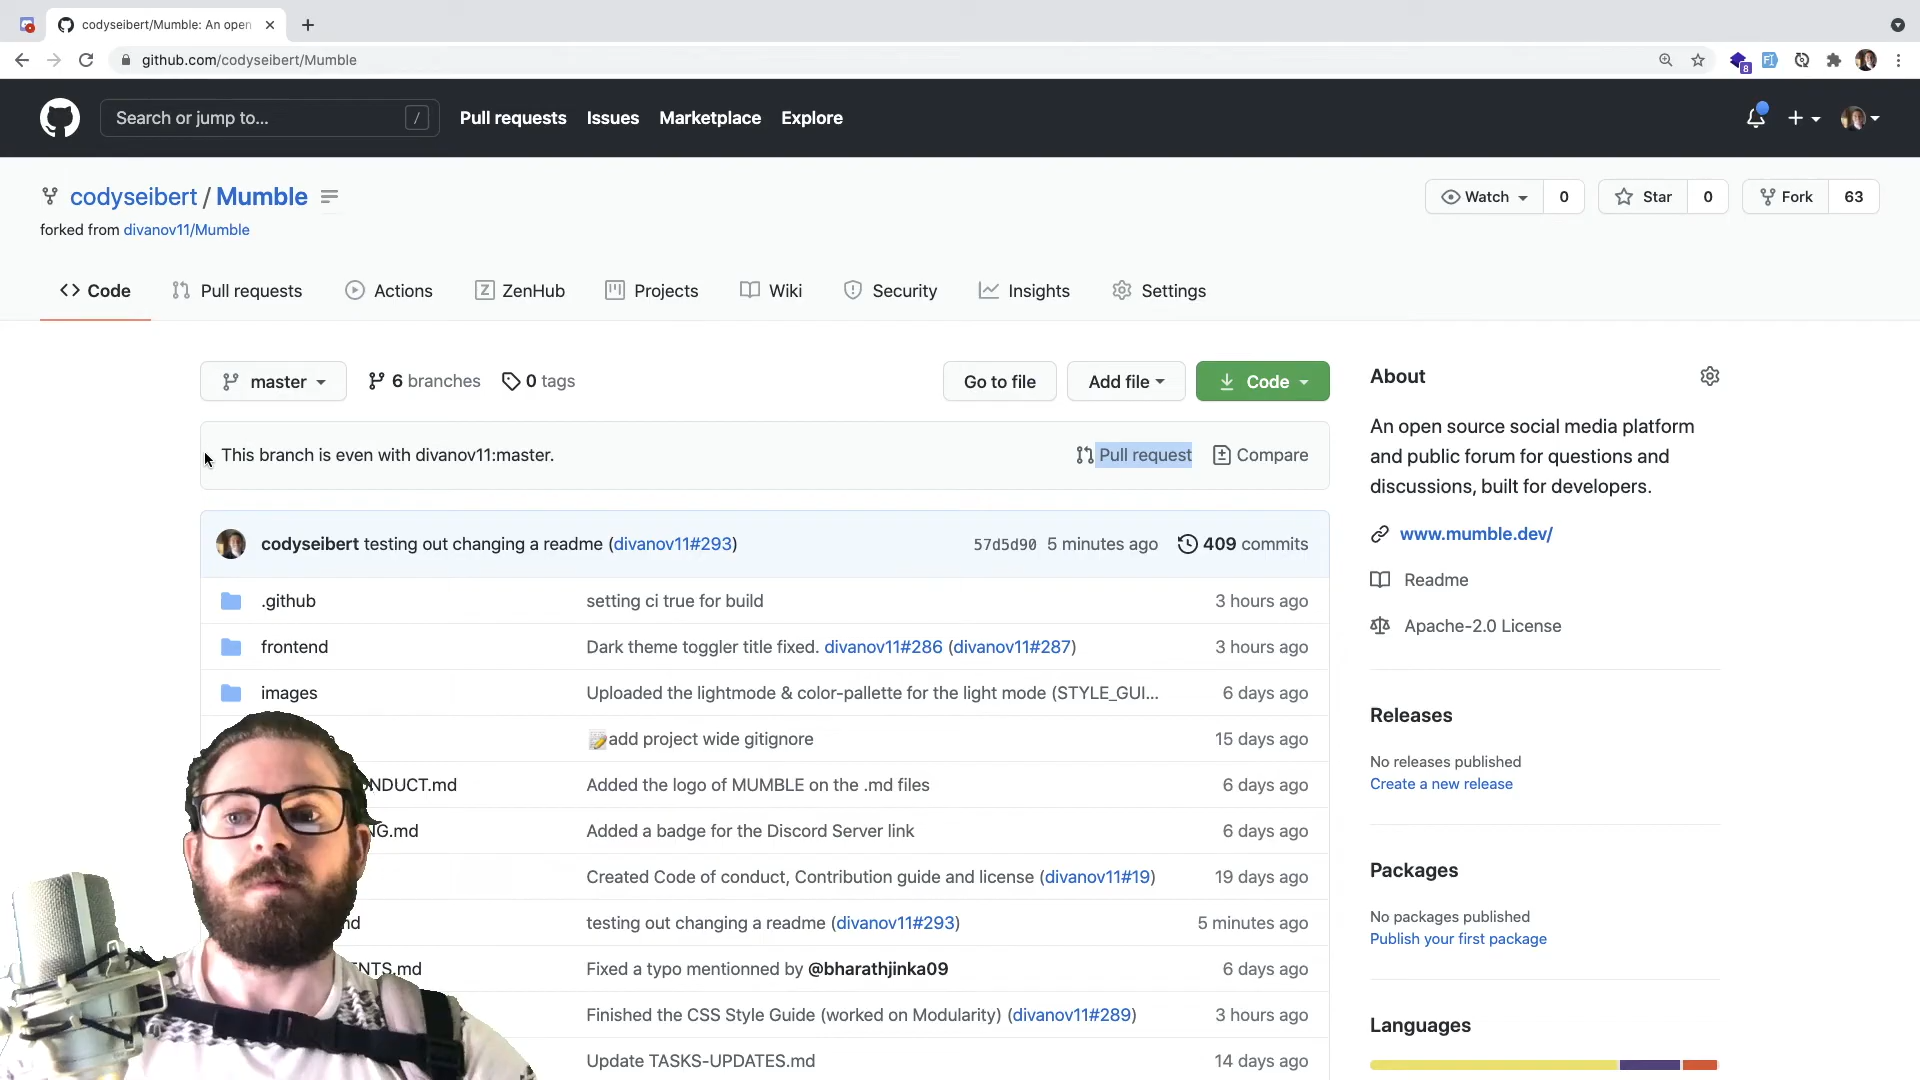 codyseibert/Mumble: An open
github.com/codyseibert/Mumble
8
Search or jump to...
/
Pull requests
Issues
Marketplace
Explore
codyseibert / Mumble
Watch 0
Star 0
Fork 63
forked from divanov11/Mumble
Code
Pull requests
Actions
Z ZenHub
Projects
Wiki
Security
Insights
Settings
master
6 branches
0 tags
Go to file
Add file
Code
This branch is even with divanov11:master.
Pull request
Compare
codyseibert testing out changing a readme (divanov11#293)
57d5d90 5 minutes ago
409 commits
.github setting ci true for build 3 hours ago
frontend Dark theme toggler title fixed. divanov11#286 (divanov11#287) 3 hours ago
images Uploaded the lightmode & color-pallette for the light mode (STYLE_GUI... 6 days ago
📝add project wide gitignore 15 days ago
NDUCT.md Added the logo of MUMBLE on the .md files 6 days ago
NG.md Added a badge for the Discord Server link 6 days ago
Created Code of conduct, Contribution guide and license (divanov11#19) 19 days ago
nd testing out changing a readme (divanov11#293) 5 minutes ago
ENTS.md Fixed a typo mentionned by @bharathjinka09 6 days ago
Finished the CSS Style Guide (worked on Modularity) (divanov11#289) 3 hours ago
Update TASKS-UPDATES.md 14 days ago
About
An open source social media platform
and public forum for questions and
discussions, built for developers.
www.mumble.dev/
Readme
Apache-2.0 License
Releases
No releases published
Create a new release
Packages
No packages published
Publish your first package
Languages